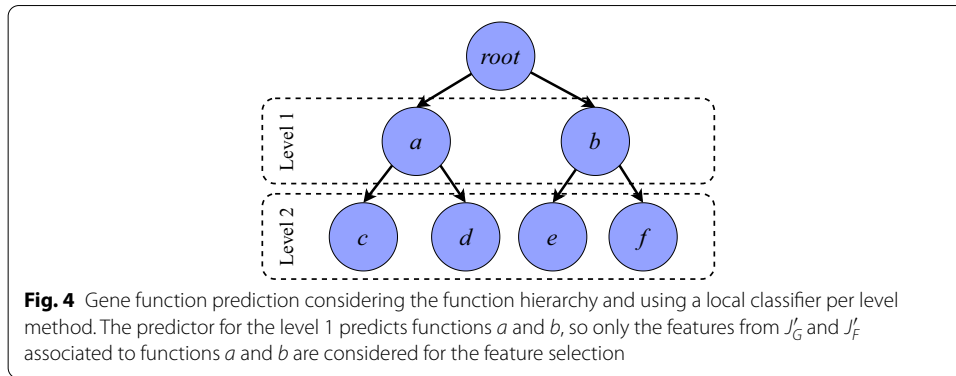 root
Level 1
a
b
Level 2
c
d
e
f
Fig. 4 Gene function prediction considering the function hierarchy and using a local classifier per level
method. The predictor for the level 1 predicts functions a and b, so only the features from J′_G and J′_F
associated to functions a and b are considered for the feature selection